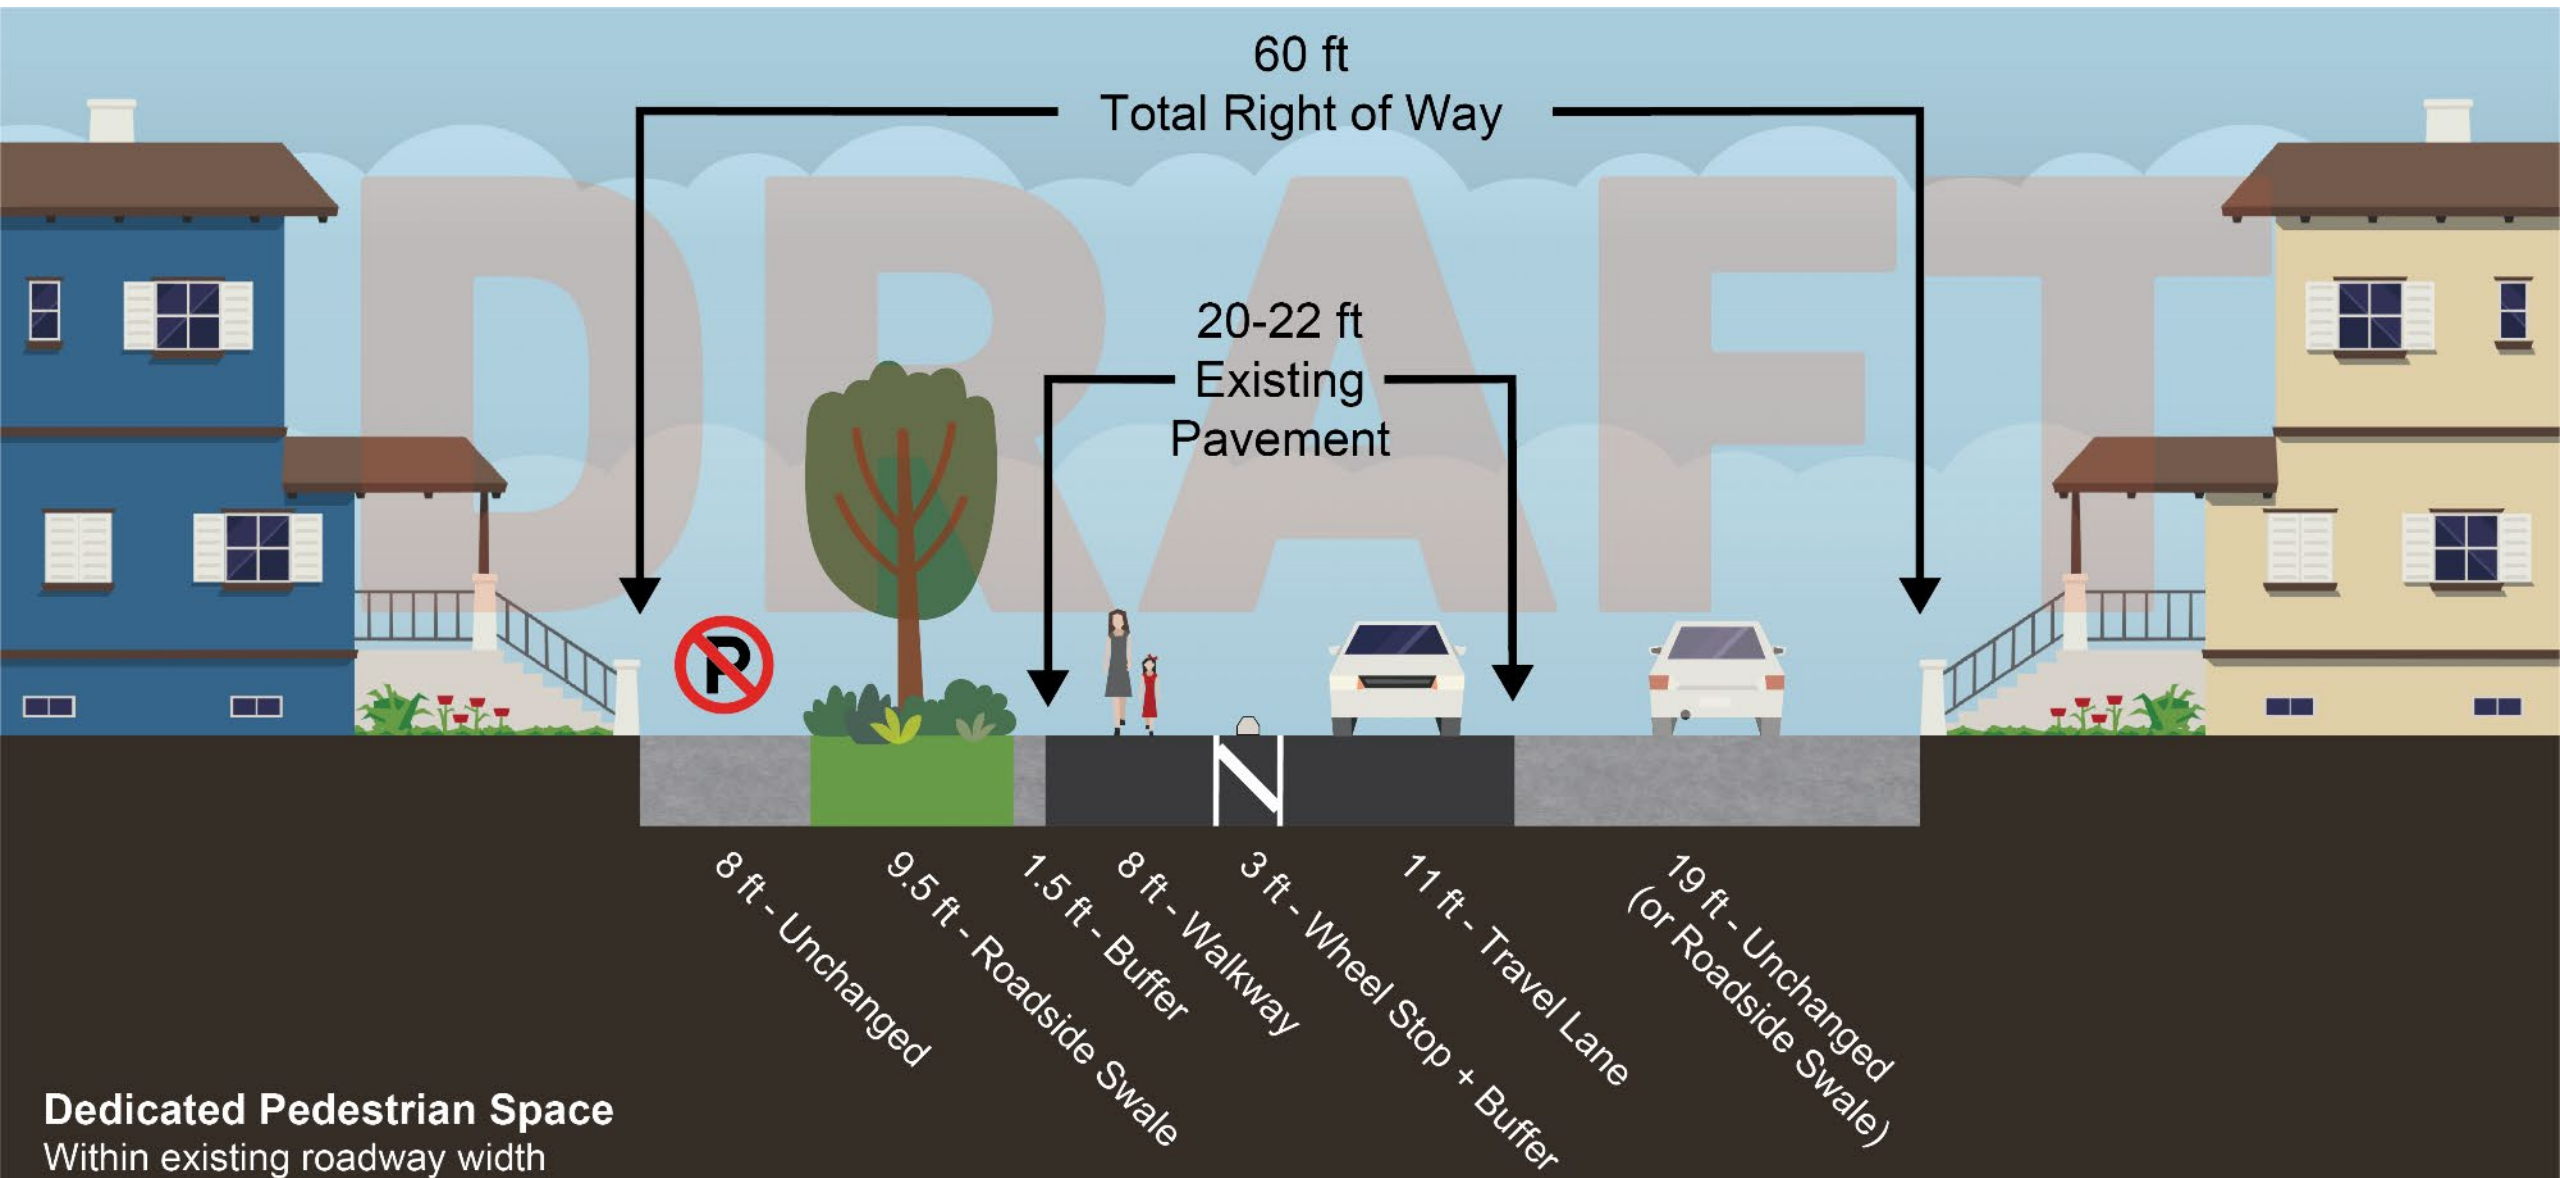 60 ft
Total Right of Way
DRAFT
20-22 ft
Existing
Pavement
P
8 ft - Unchanged
9.5 ft - Roadside Swale
1.5 ft - Buffer
8 ft - Walkway
3 ft - Wheel Stop + Buffer
11 ft - Travel Lane
19 ft - Unchanged
(or Roadside Swale)
Dedicated Pedestrian Space
Within existing roadway width